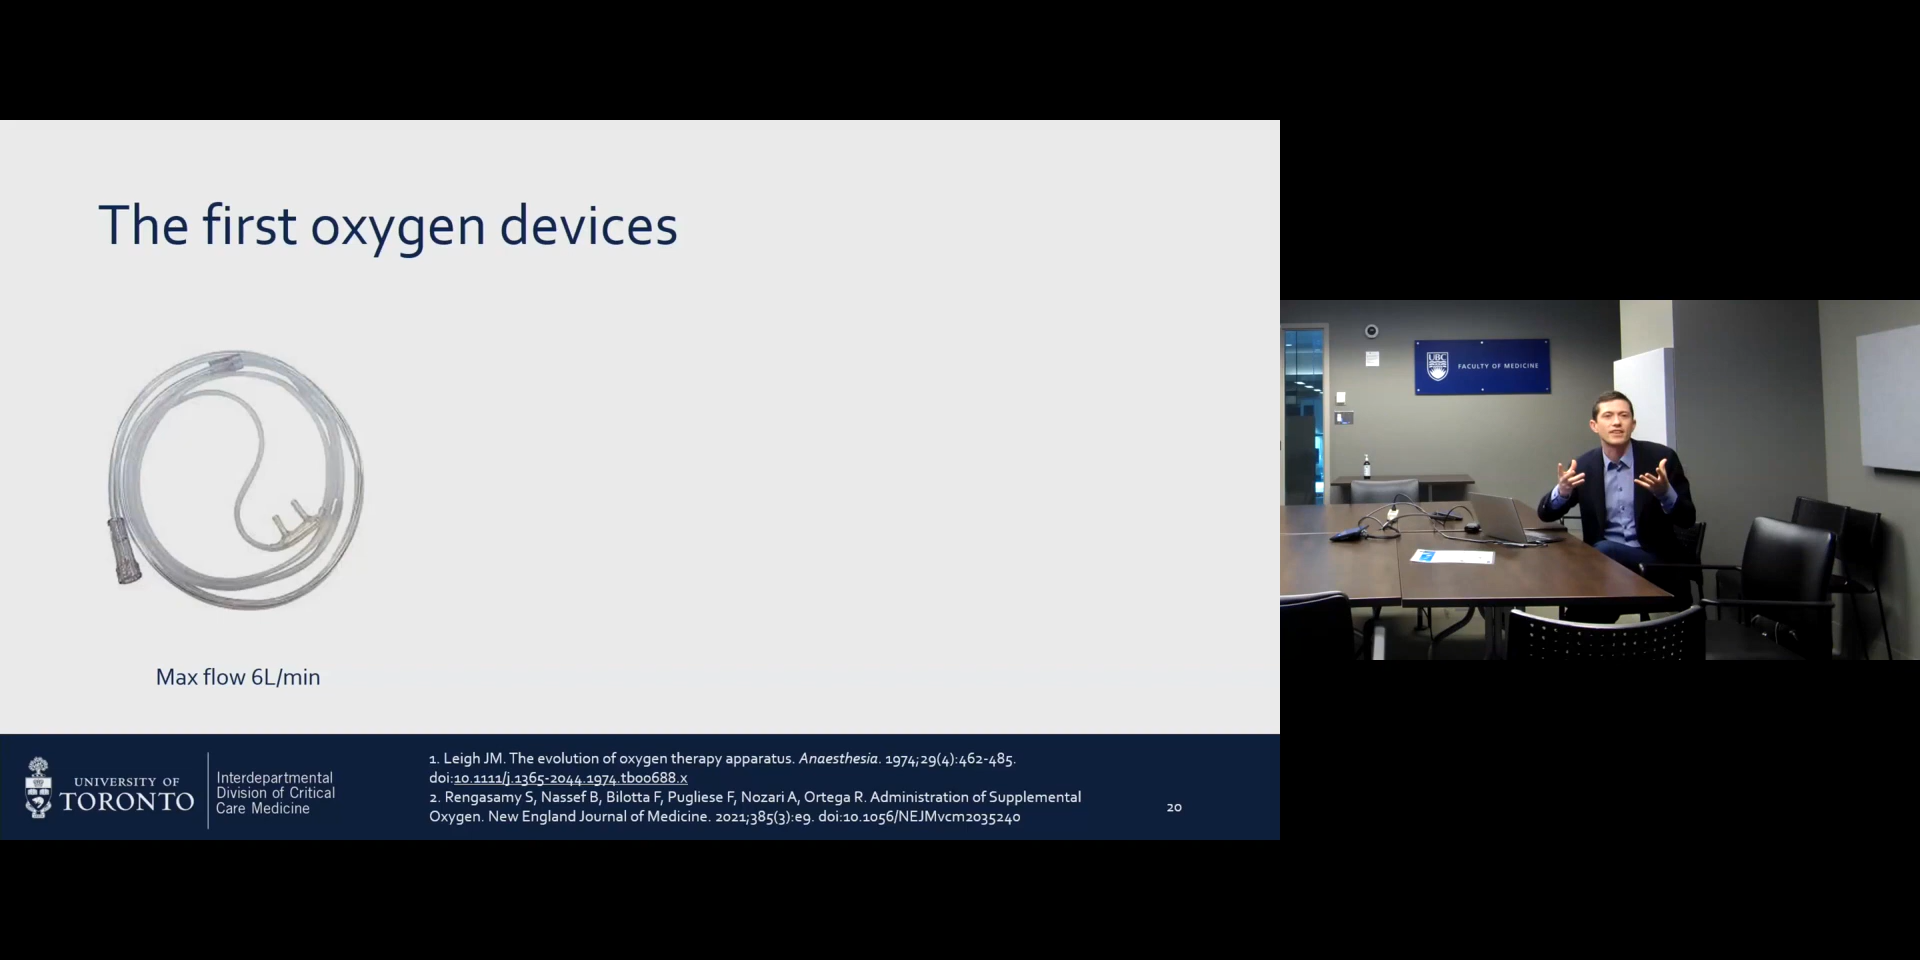 The first oxygen devices
Max flow 6L/min
UNIVERSITY OF
TORONTO
Interdepartmental
Division of Critical
Care Medicine
1. Leigh JM. The evolution of oxygen therapy apparatus. Anaesthesia. 1974;29(4):462-485.
doi:10.1111/j.1365-2044.1974.tb00688.x
2. Rengasamy S, Nassef B, Bilotta F, Pugliese F, Nozari A, Ortega R. Administration of Supplemental
Oxygen. New England Journal of Medicine. 2021;385(3):e9. doi:10.1056/NEJMvcm2035240
20
UBC
FACULTY OF MEDICINE